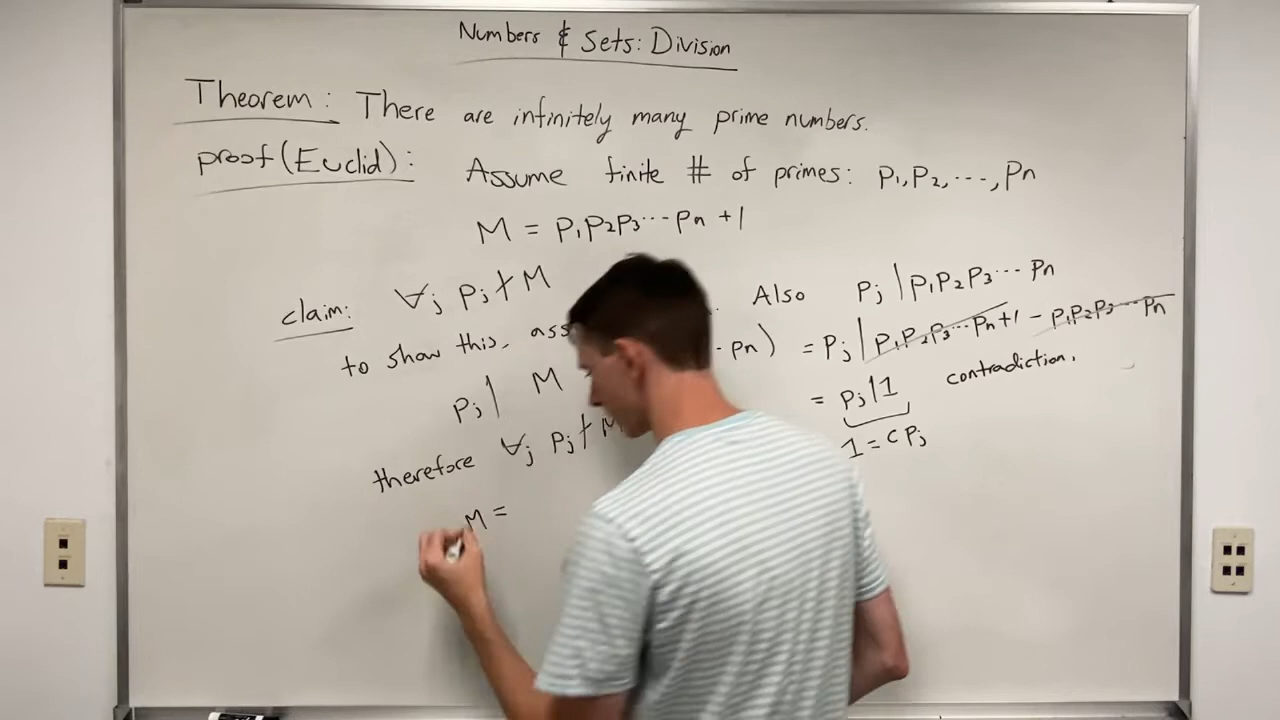 Numbers & Sets: Division
Theorem: There are infinitely many prime numbers.
proof (Euclid): Assume finite # of primes: p₁, p₂, ..., pₙ
M = p₁p₂p₃...pₙ + 1
claim: ∀j pj ∤ M
to show this, ass
pj | M
Also pj | p₁p₂p₃...pₙ
- pₙ) = pj | p₁p₂p₃...pₙ+1 - p₁p₂p₃...pₙ
= pj | 1 contradiction.
1 = c pj
therefore ∀j pj ∤ M
M =